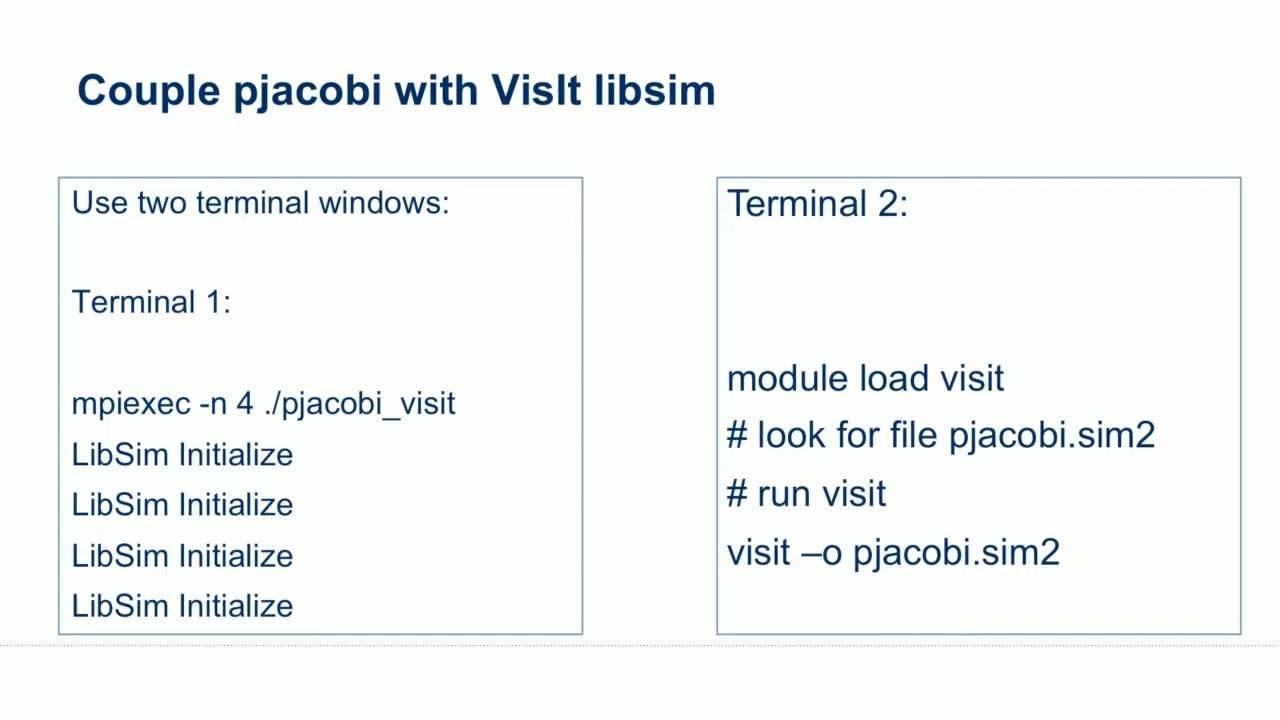 Couple pjacobi with VisIt libsim
Use two terminal windows:
Terminal 1:
mpiexec -n 4 ./pjacobi_visit
LibSim Initialize
LibSim Initialize
LibSim Initialize
LibSim Initialize
Terminal 2:
module load visit
# look for file pjacobi.sim2
# run visit
visit –o pjacobi.sim2